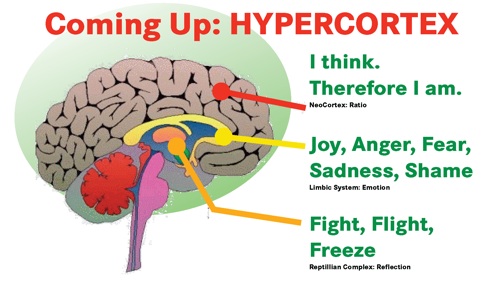 Coming Up: HYPERCORTEX
I think.
Therefore I am.
NeoCortex: Ratio
Joy, Anger, Fear,
Sadness, Shame
Limbic System: Emotion
Fight, Flight,
Freeze
Reptillian Complex: Reflection